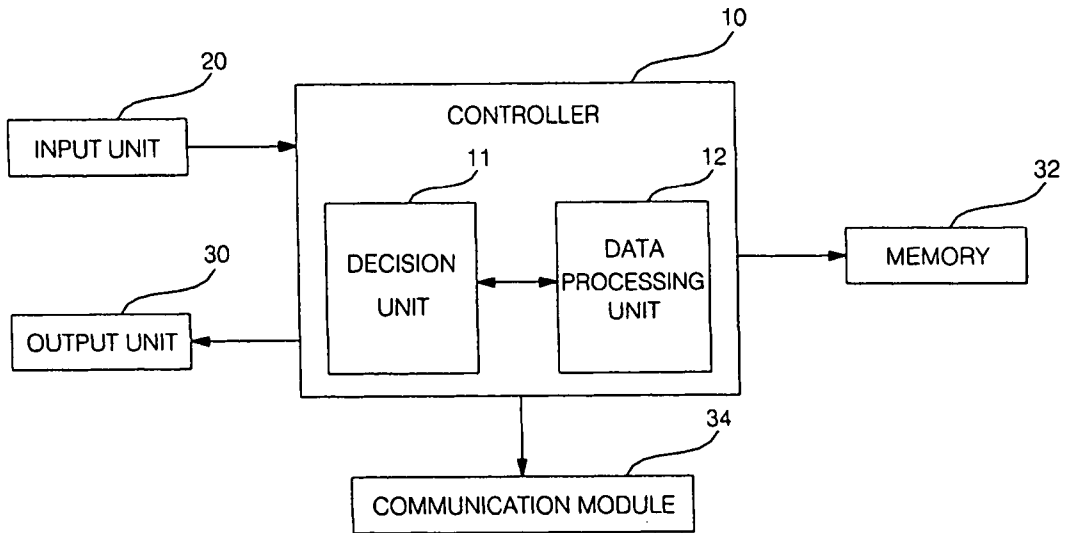 10
20
CONTROLLER
INPUT UNIT
11
12
32
DECISION
UNIT
DATA
PROCESSING
UNIT
MEMORY
30
OUTPUT UNIT
34
COMMUNICATION MODULE